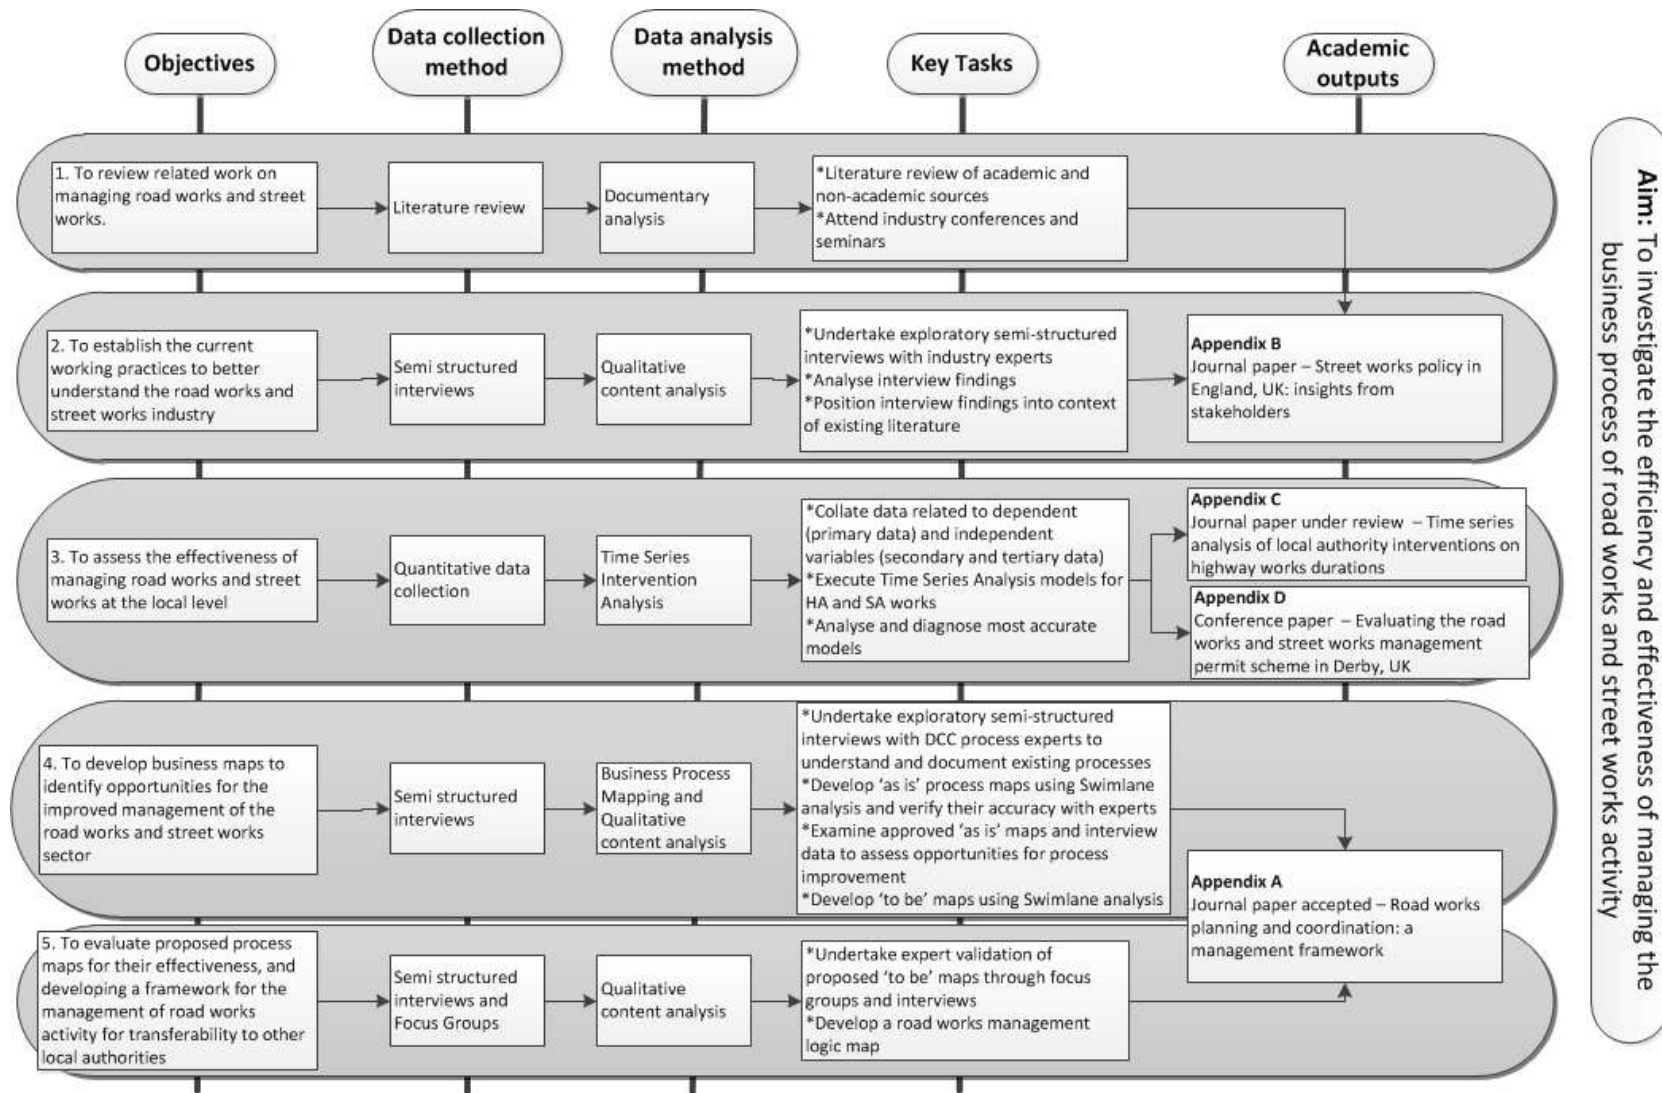 Objectives
Data collection
method
Data analysis
method
Key Tasks
Academic
outputs
1. To review related work on
managing road works and street
works.
Literature review
Documentary
analysis
*Literature review of academic and
non-academic sources
*Attend industry conferences and
seminars
2. To establish the current
working practices to better
understand the road works and
street works industry
Semi structured
interviews
Qualitative
content analysis
*Undertake exploratory semi-structured
interviews with industry experts
*Analyse interview findings
*Position interview findings into context
of existing literature
Appendix B
Journal paper – Street works policy in
England, UK: insights from
stakeholders
3. To assess the effectiveness of
managing road works and street
works at the local level
Quantitative data
collection
Time Series
Intervention
Analysis
*Collate data related to dependent
(primary data) and independent
variables (secondary and tertiary data)
*Execute Time Series Analysis models for
HA and SA works
*Analyse and diagnose most accurate
models
Appendix C
Journal paper under review – Time series
analysis of local authority interventions on
highway works durations
Appendix D
Conference paper – Evaluating the road
works and street works management
permit scheme in Derby, UK
4. To develop business maps to
identify opportunities for the
improved management of the
road works and street works
sector
Semi structured
interviews
Business Process
Mapping and
Qualitative
content analysis
*Undertake exploratory semi-structured
interviews with DCC process experts to
understand and document existing processes
*Develop ‘as is’ process maps using Swimlane
analysis and verify their accuracy with experts
*Examine approved ‘as is’ maps and interview
data to assess opportunities for process
improvement
*Develop ‘to be’ maps using Swimlane analysis
Appendix A
Journal paper accepted – Road works
planning and coordination: a
management framework
5. To evaluate proposed process
maps for their effectiveness, and
developing a framework for the
management of road works
activity for transferability to other
local authorities
Semi structured
interviews and
Focus Groups
Qualitative
content analysis
*Undertake expert validation of
proposed ‘to be’ maps through focus
groups and interviews
*Develop a road works management
logic map
Aim: To investigate the efficiency and effectiveness of managing the
business process of road works and street works activity